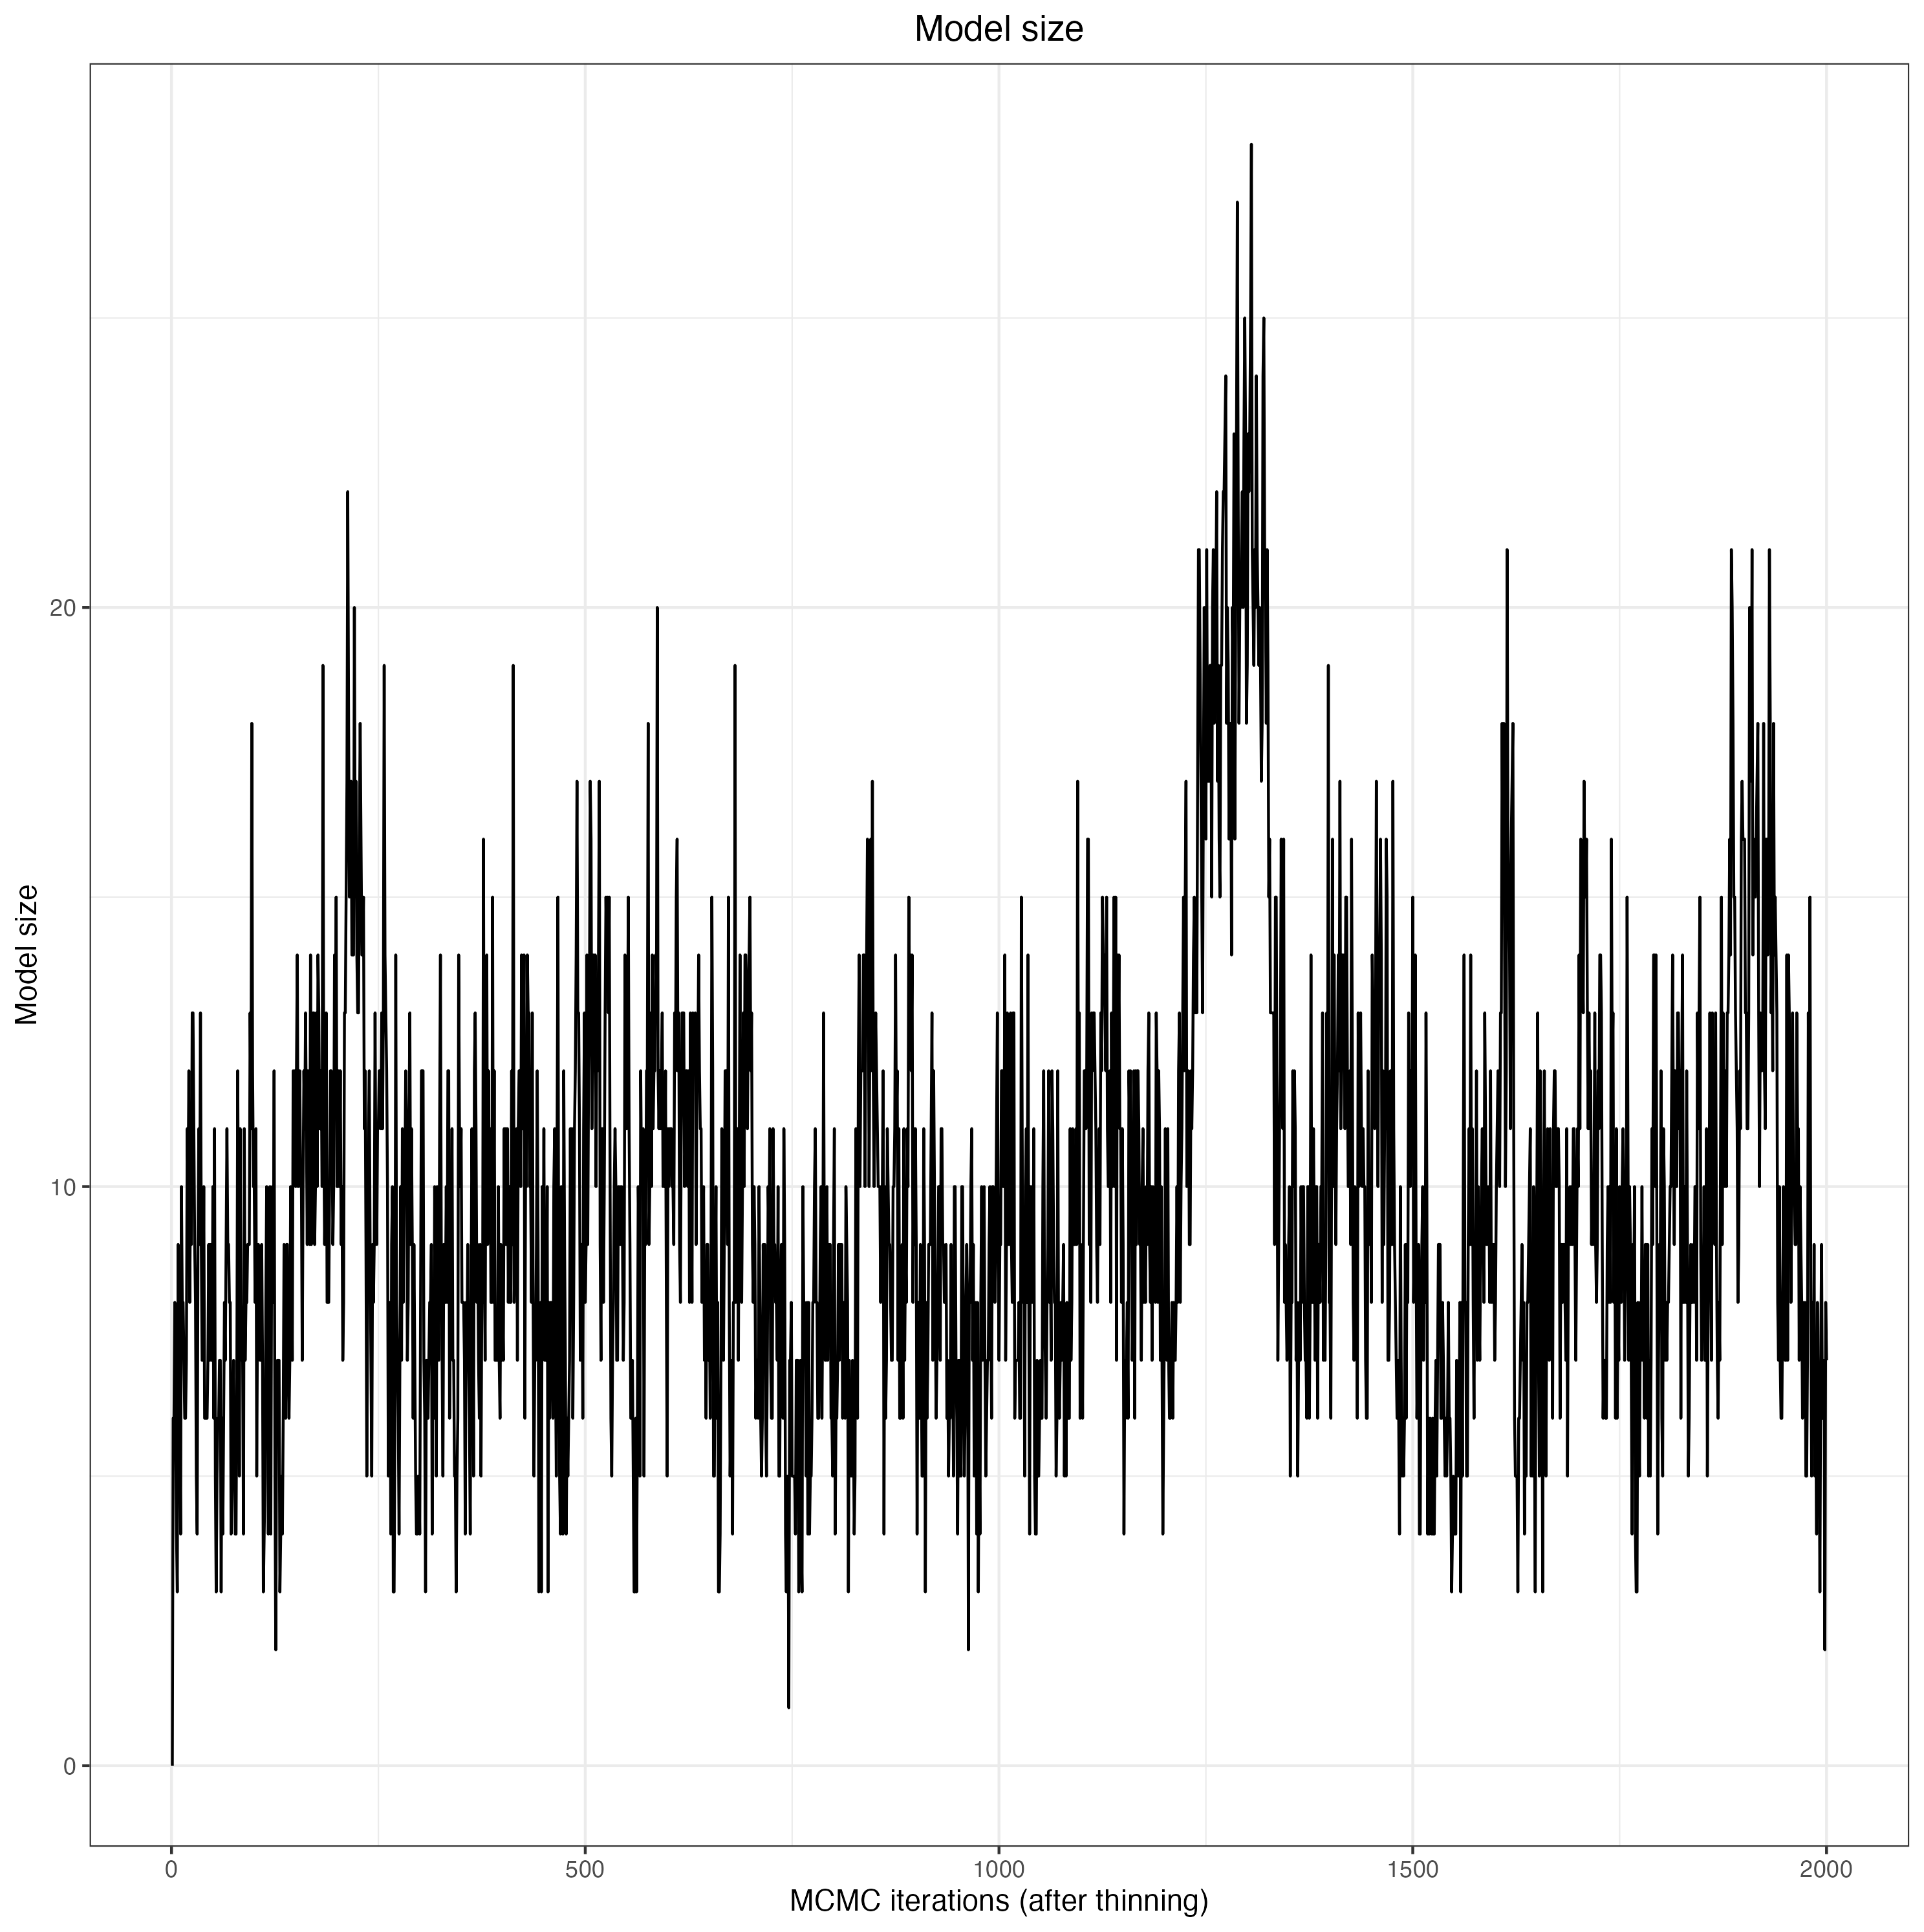 Model size
Model size
20
10
0
0 500 1000 1500 2000
MCMC iterations (after thinning)